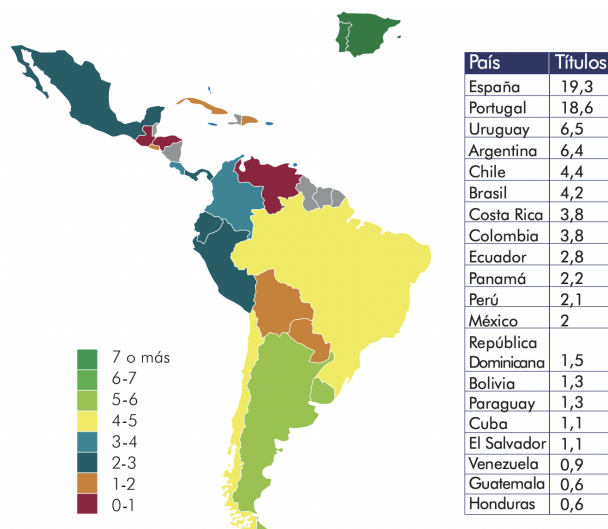 País Títulos
España 19,3
Portugal 18,6
Uruguay 6,5
Argentina 6,4
Chile 4,4
Brasil 4,2
Costa Rica 3,8
Colombia 3,8
Ecuador 2,8
Panamá 2,2
Perú 2,1
México 2
República
Dominicana 1,5
Bolivia 1,3
Paraguay 1,3
Cuba 1,1
El Salvador 1,1
Venezuela 0,9
Guatemala 0,6
Honduras 0,6
7 o más
6-7
5-6
4-5
3-4
2-3
1-2
0-1